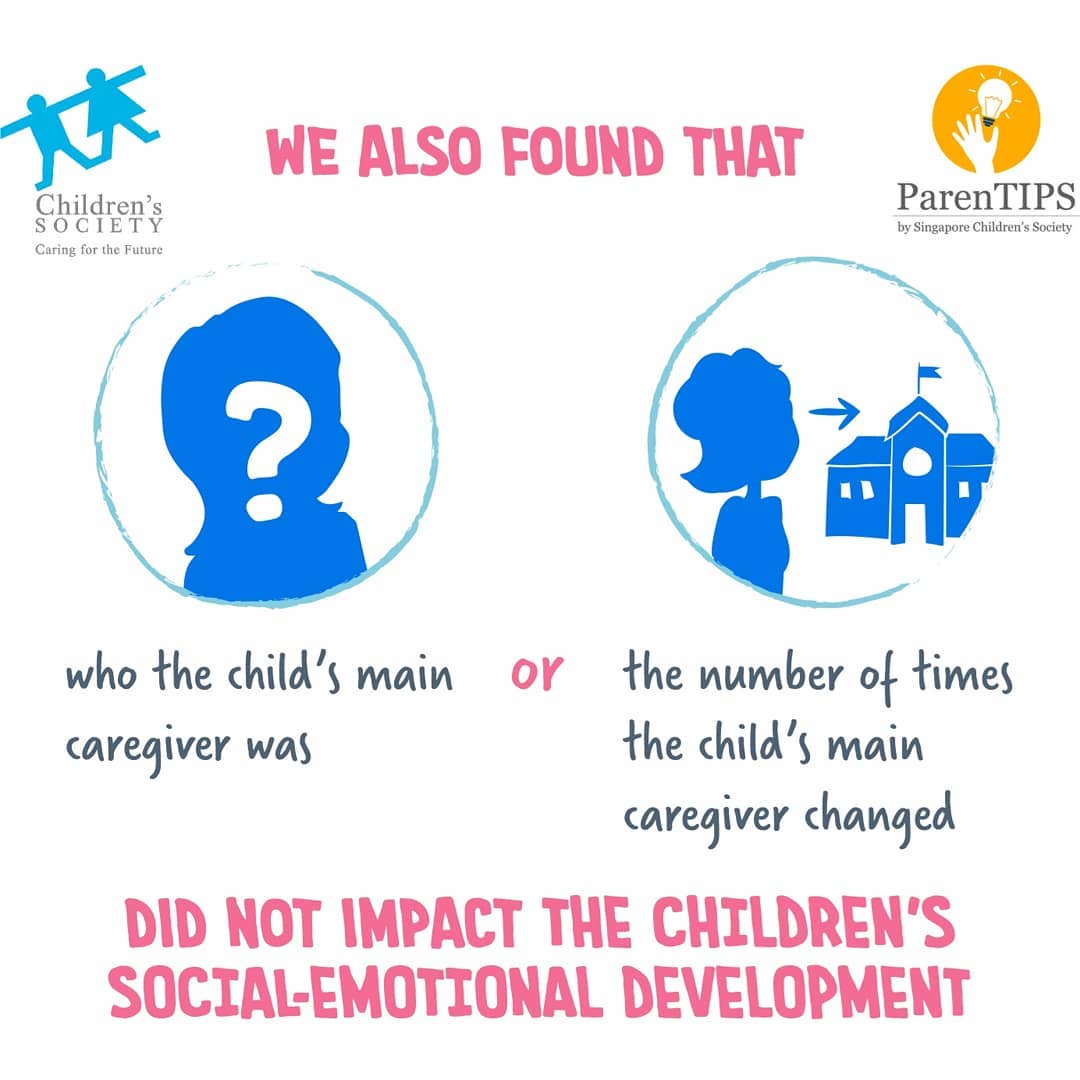 Children's
SOCIETY
Caring for the Future
WE ALSO FOUND THAT
ParenTIPS
by Singapore Children's Society
?
who the child's main
caregiver was
or
the number of times
the child's main
caregiver changed
DID NOT IMPACT THE CHILDREN'S
SOCIAL-EMOTIONAL DEVELOPMENT